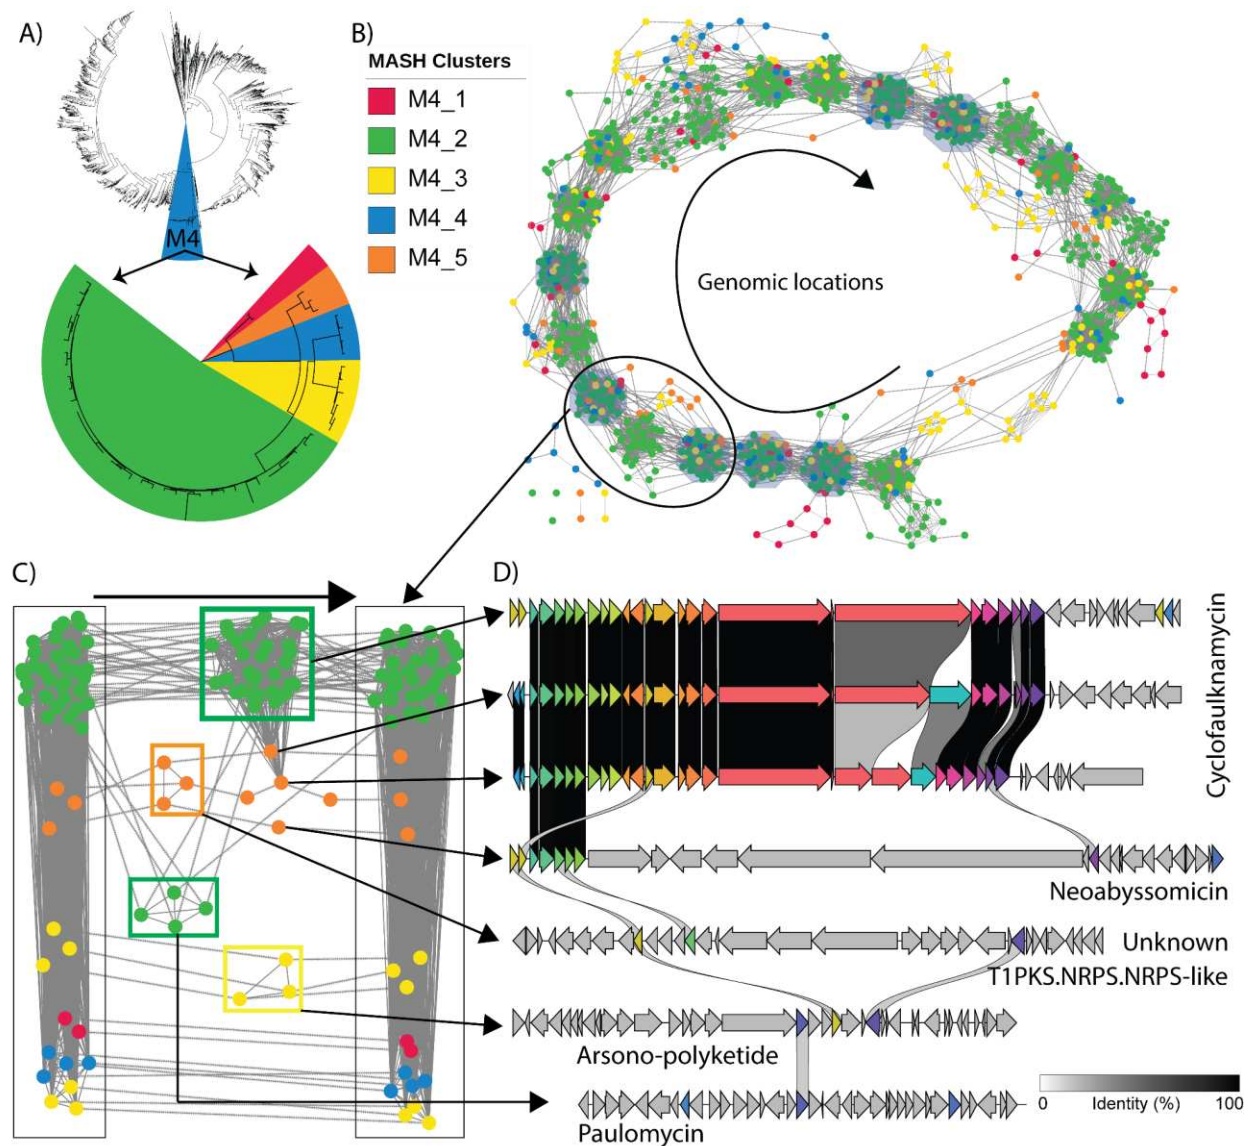 A)
M4
B)
MASH Clusters
M4_1
M4_2
M4_3
M4_4
M4_5
Genomic locations
C)
D)
Cyclofaulknamycin
Neoabyssomicin
Unknown
T1PKS.NRPS.NRPS-like
Arsono-polyketide
Paulomycin
0 Identity (%) 100